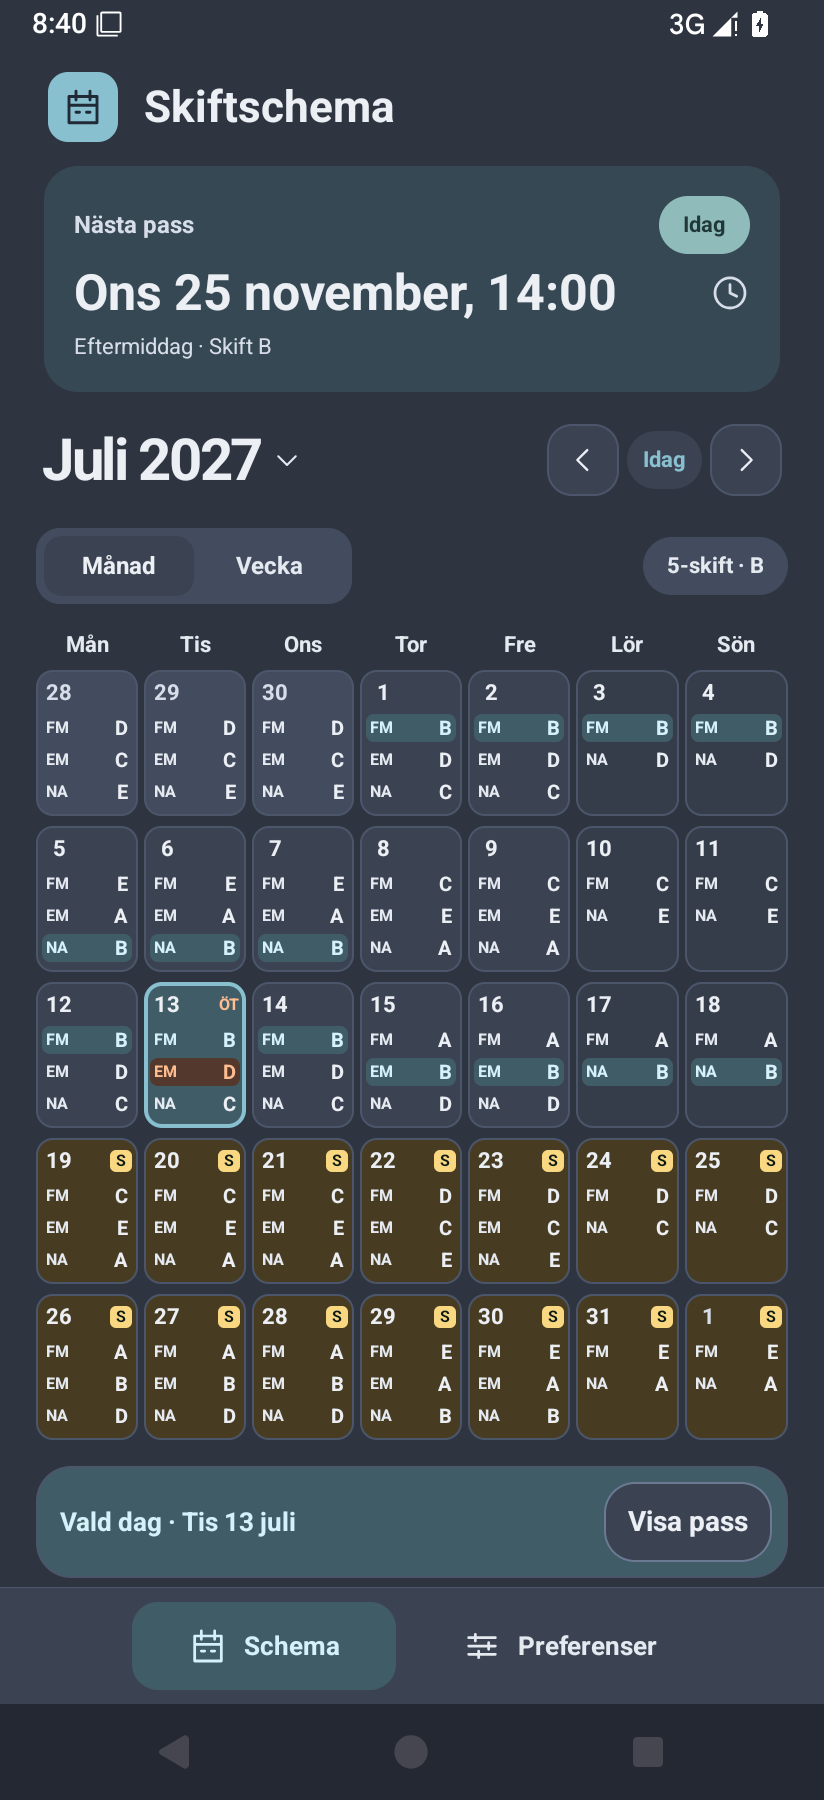 8:40 3G
Skiftschema
Nästa pass Idag
Ons 25 november, 14:00
Eftermiddag · Skift B
Juli 2027 Idag
Månad Vecka 5-skift · B
Mån Tis Ons Tor Fre Lör Sön
28 29 30 1 2 3 4
FM D FM D FM D FM B FM B FM B FM B
EM C EM C EM C EM D EM D NA D NA D
NA E NA E NA E NA C NA C
5 6 7 8 9 10 11
FM E FM E FM E FM C FM C FM C FM C
EM A EM A EM A EM E EM E NA E NA E
NA B NA B NA B NA A NA A
12 13 ÖT 14 15 16 17 18
FM B FM B FM B FM A FM A FM A FM A
EM D EM D EM D EM B EM B NA B NA B
NA C NA C NA C NA D NA D
19 S 20 S 21 S 22 S 23 S 24 S 25 S
FM C FM C FM C FM D FM D FM D FM D
EM E EM E EM E EM C EM C NA C NA C
NA A NA A NA A NA E NA E
26 S 27 S 28 S 29 S 30 S 31 S 1 S
FM A FM A FM A FM E FM E FM E FM E
EM B EM B EM B EM A EM A NA A NA A
NA D NA D NA D NA B NA B
Vald dag · Tis 13 juli Visa pass
Schema Preferenser